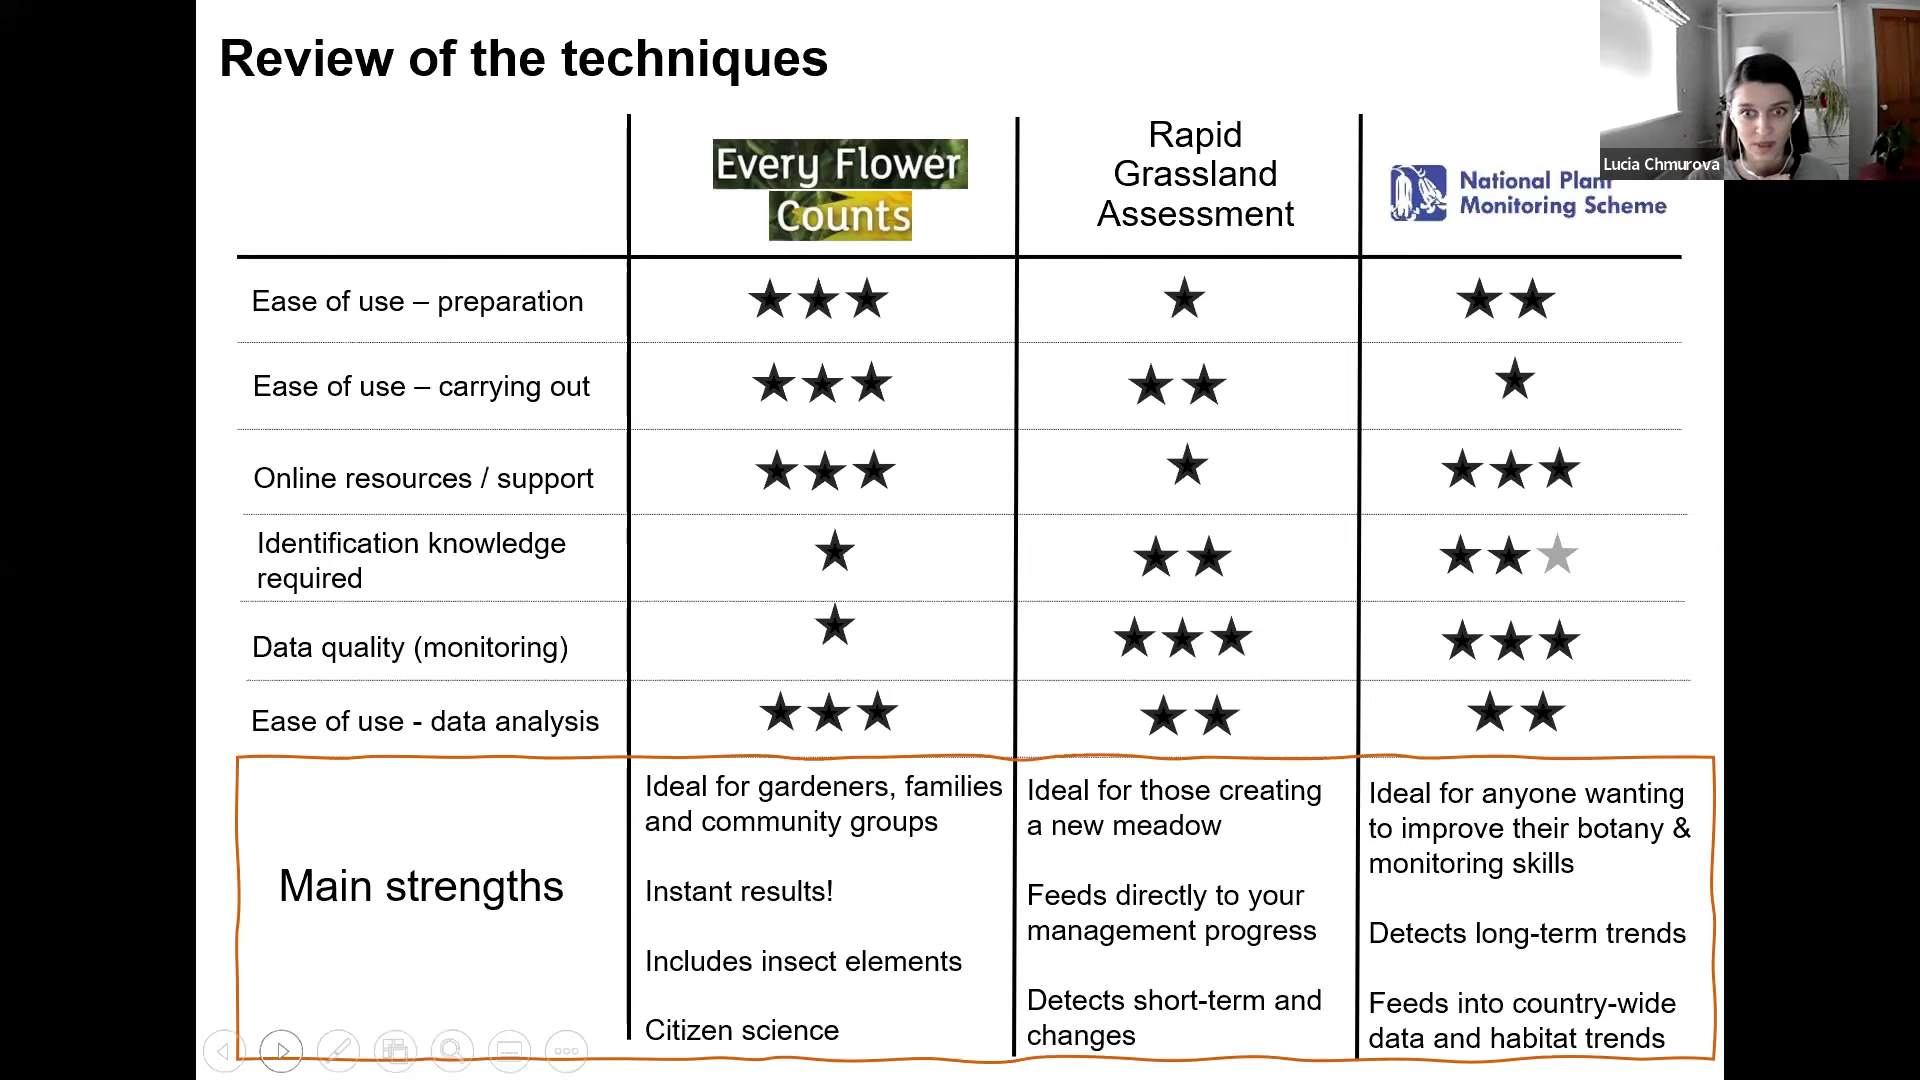 Review of the techniques
Lucia Chmurova
Every Flower
Counts
Rapid
Grassland
Assessment
National Plant
Monitoring Scheme
Ease of use – preparation
Ease of use – carrying out
Online resources / support
Identification knowledge
required
Data quality (monitoring)
Ease of use - data analysis
Main strengths
Ideal for gardeners, families
and community groups
Instant results!
Includes insect elements
Citizen science
Ideal for those creating
a new meadow
Feeds directly to your
management progress
Detects short-term and
changes
Ideal for anyone wanting
to improve their botany &
monitoring skills
Detects long-term trends
Feeds into country-wide
data and habitat trends